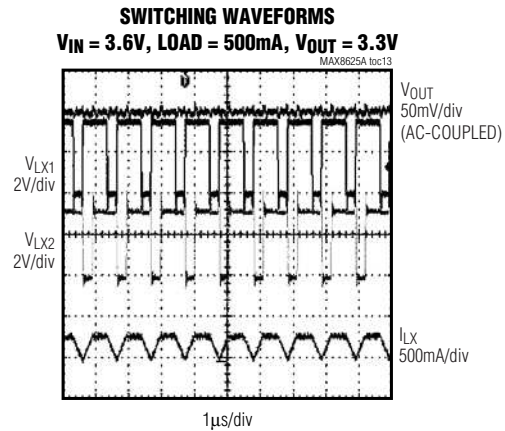 SWITCHING WAVEFORMS
VIN = 3.6V, LOAD = 500mA, VOUT = 3.3V
MAX8625A toc13
VOUT
50mV/div
(AC-COUPLED)
VLX1
2V/div
VLX2
2V/div
ILX
500mA/div
1μs/div